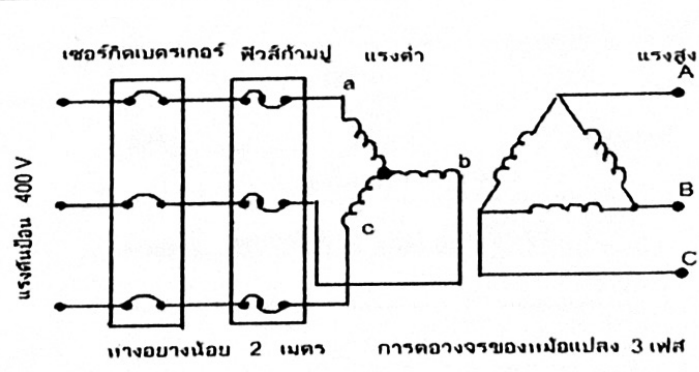 เซอร์กิตเบรกเกอร์ ฟิวส์ก้ามปู แรงต่ำ แรงสูง
A
a
b
B
c
C
แรงดันป้อน 400 V
ห่างอย่างน้อย 2 เมตร การต่อวงจรของหม้อแปลง 3 เฟส